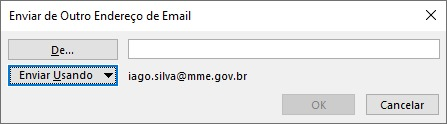 Enviar de Outro Endereço de Email
De...
Enviar Usando
iago.silva@mme.gov.br
OK
Cancelar